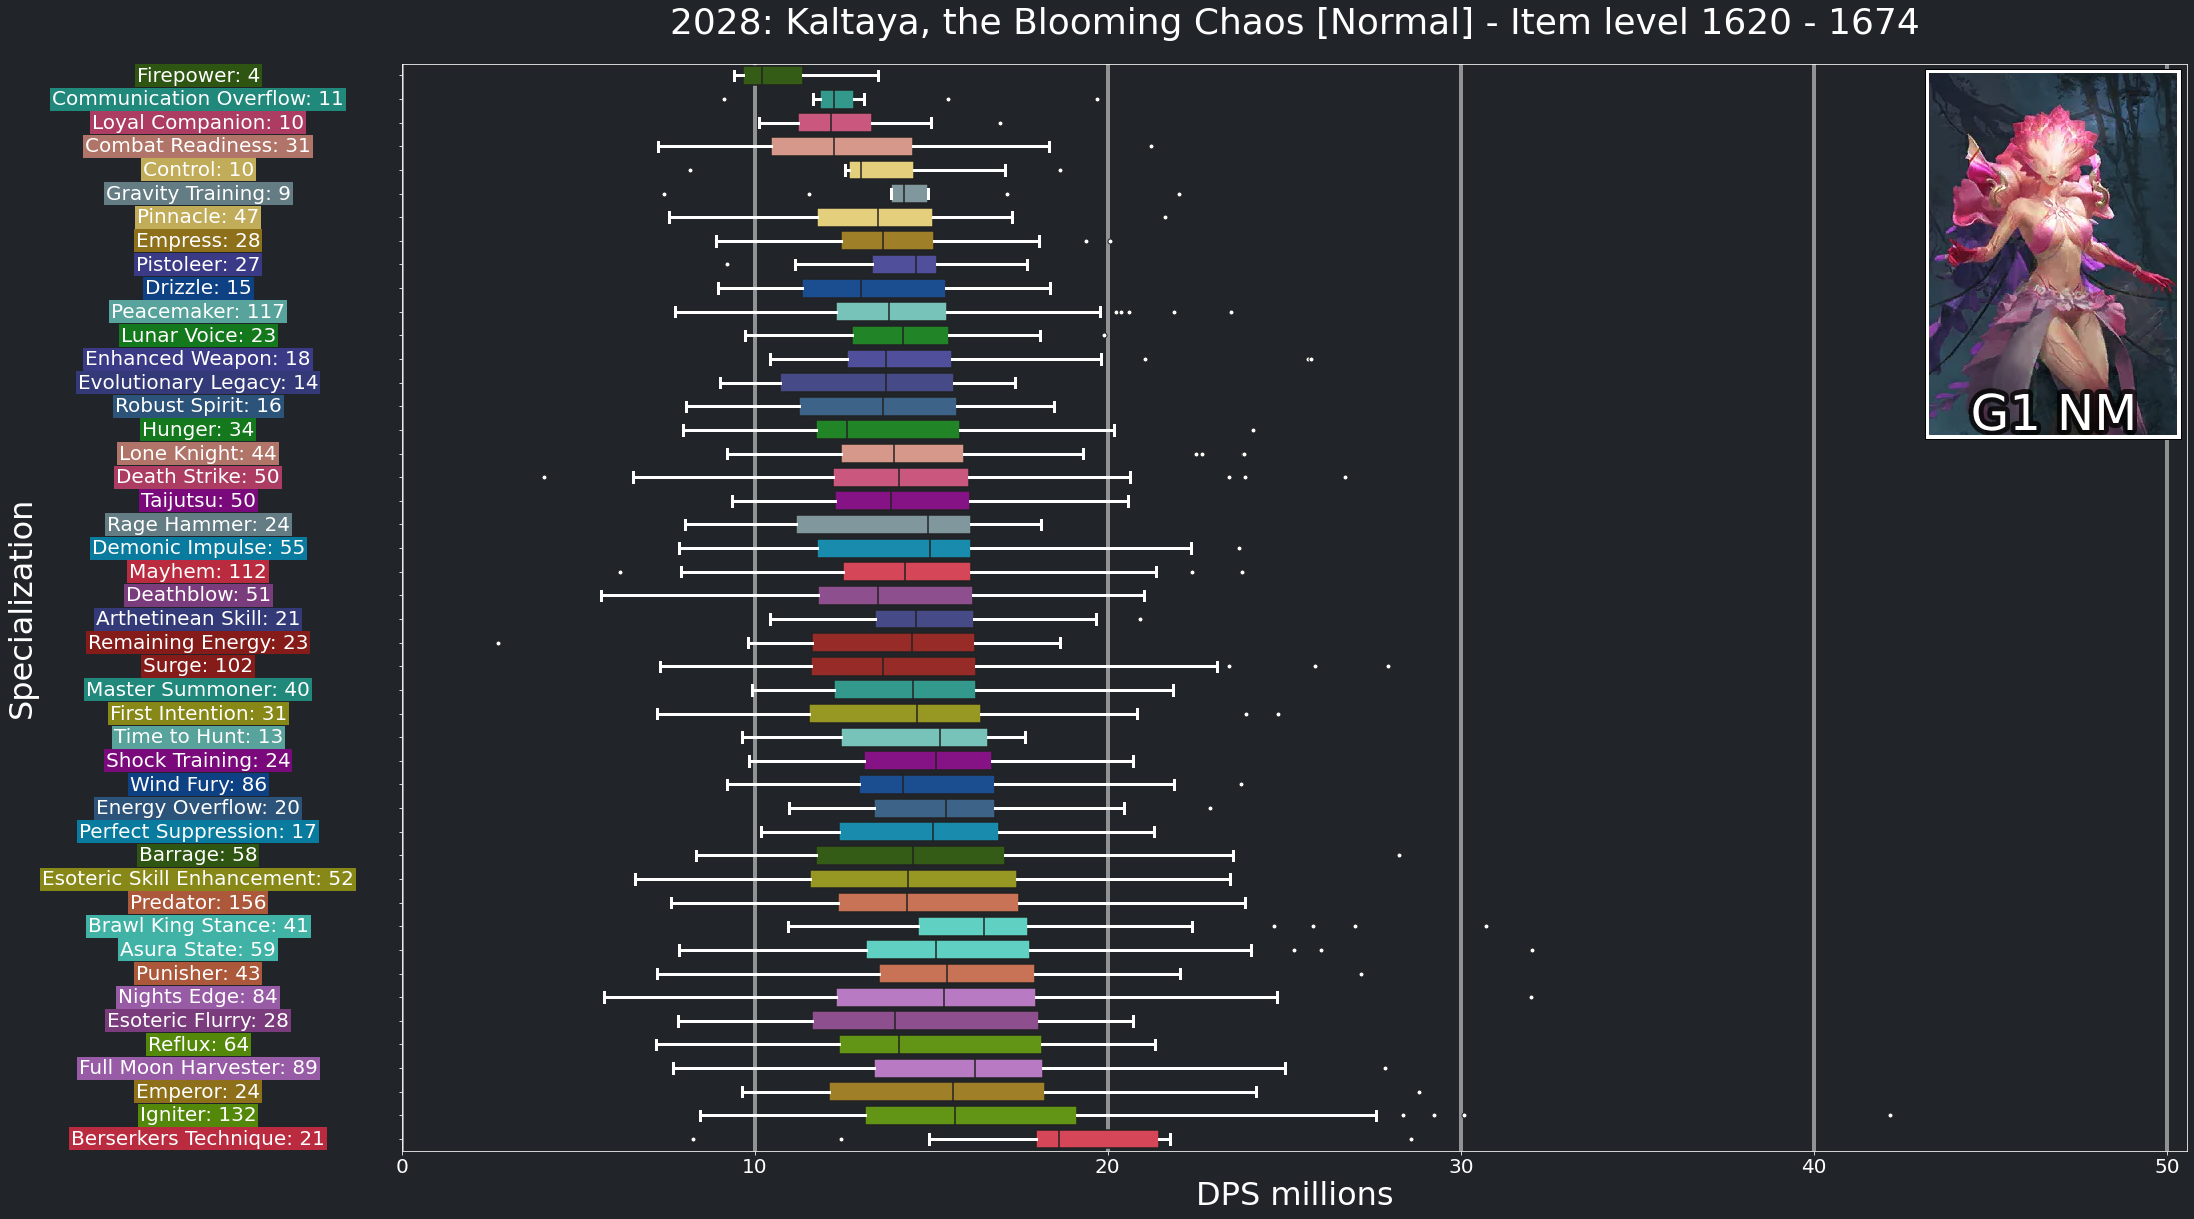 2028: Kaltaya, the Blooming Chaos [Normal] - Item level 1620 - 1674
Firepower: 4
Communication Overflow: 11
Loyal Companion: 10
Combat Readiness: 31
Control: 10
Gravity Training: 9
Pinnacle: 47
Empress: 28
Pistoleer: 27
Drizzle: 15
Peacemaker: 117
Lunar Voice: 23
Enhanced Weapon: 18
Evolutionary Legacy: 14
Robust Spirit: 16
Hunger: 34
Lone Knight: 44
Death Strike: 50
Taijutsu: 50
Rage Hammer: 24
Demonic Impulse: 55
Mayhem: 112
Deathblow: 51
Arthetinean Skill: 21
Remaining Energy: 23
Surge: 102
Master Summoner: 40
First Intention: 31
Time to Hunt: 13
Shock Training: 24
Wind Fury: 86
Energy Overflow: 20
Perfect Suppression: 17
Barrage: 58
Esoteric Skill Enhancement: 52
Predator: 156
Brawl King Stance: 41
Asura State: 59
Punisher: 43
Nights Edge: 84
Esoteric Flurry: 28
Reflux: 64
Full Moon Harvester: 89
Emperor: 24
Igniter: 132
Berserkers Technique: 21
Specialization
G1 NM
0 10 20 30 40 50
DPS millions